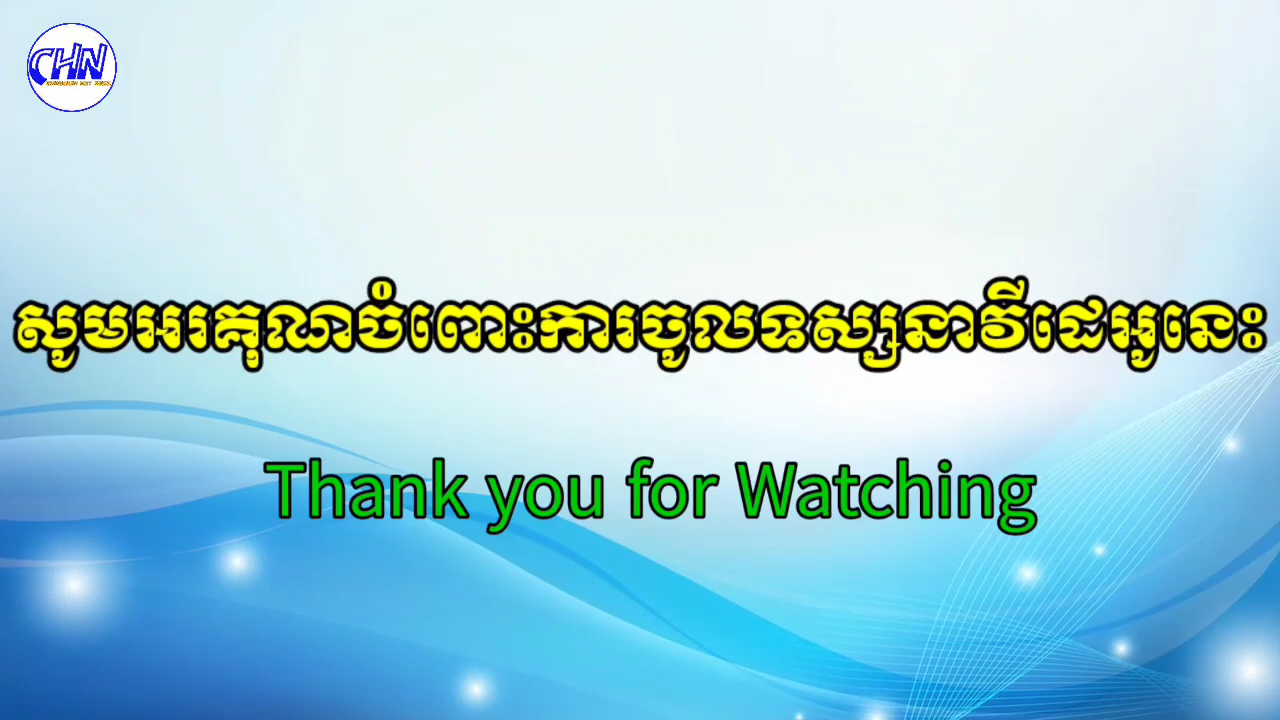 CHN
សូមអរគុណចំពោះការចូលទស្សនាវីដេអូនេះ
Thank you for Watching